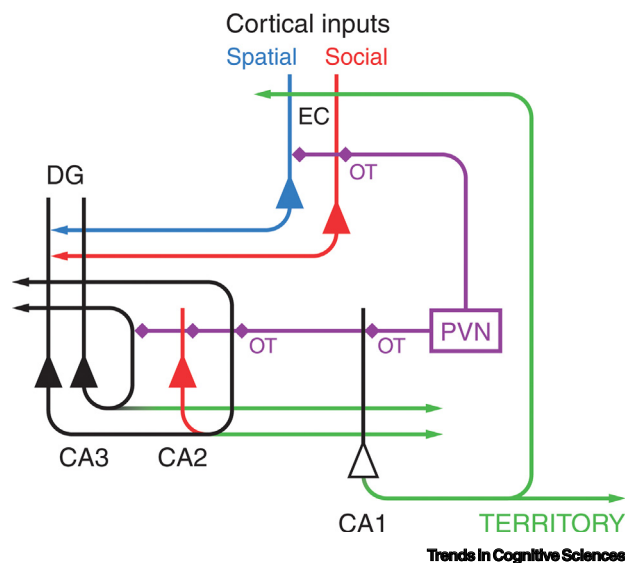 Cortical inputs
Spatial Social
EC
OT
DG
OT
OT
PVN
CA3
CA2
CA1
TERRITORY
Trends in Cognitive Sciences